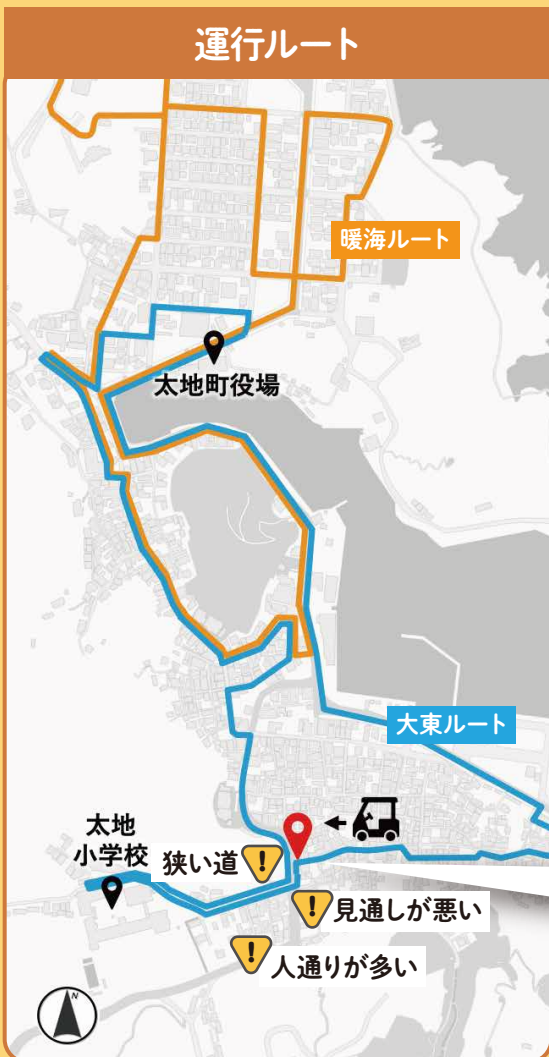 運行ルート
暖海ルート
太地町役場
大東ルート
太地
小学校
狭い道
見通しが悪い
人通りが多い
N